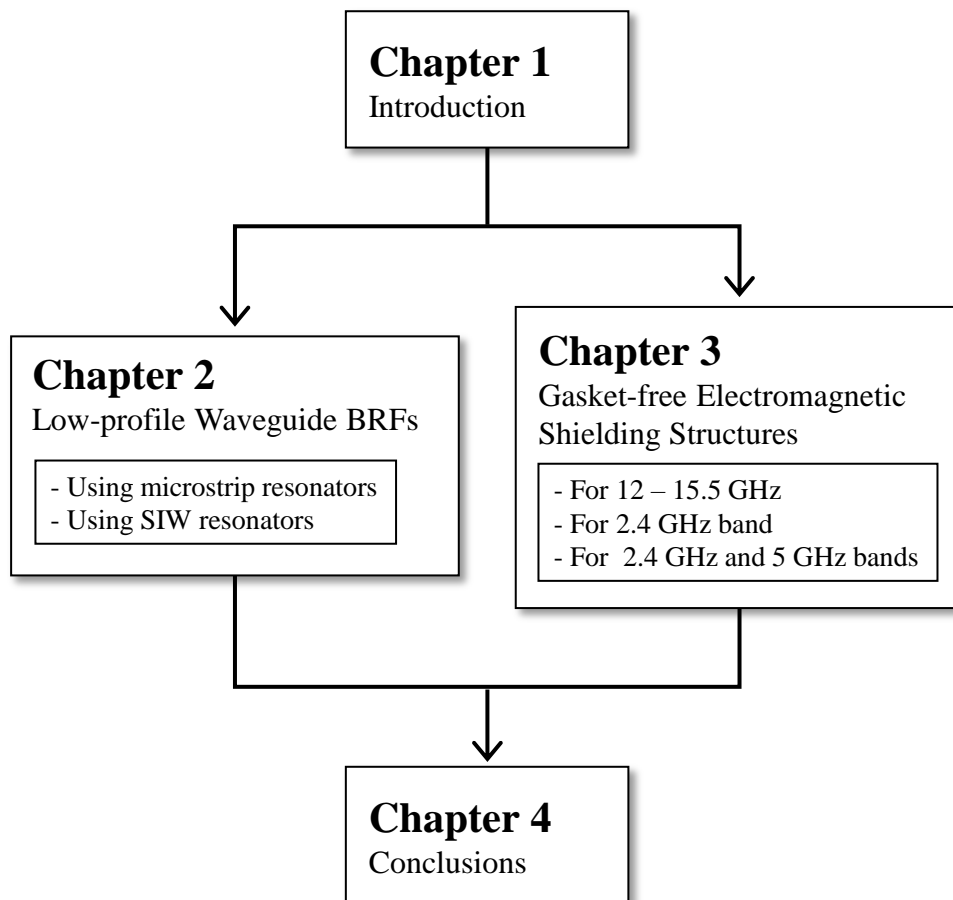 Chapter 1
Introduction
Chapter 2
Low-profile Waveguide BRFs
- Using microstrip resonators
- Using SIW resonators
Chapter 3
Gasket-free Electromagnetic
Shielding Structures
- For 12 – 15.5 GHz
- For 2.4 GHz band
- For  2.4 GHz and 5 GHz bands
Chapter 4
Conclusions